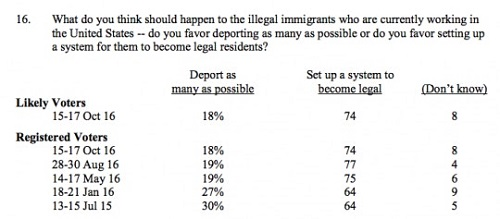 16. What do you think should happen to the illegal immigrants who are currently working in
the United States -- do you favor deporting as many as possible or do you favor setting up
a system for them to become legal residents?
Deport as Set up a system to
many as possible become legal (Don't know)
Likely Voters
15-17 Oct 16 18% 74 8
Registered Voters
15-17 Oct 16 18% 74 8
28-30 Aug 16 19% 77 4
14-17 May 16 19% 75 6
18-21 Jan 16 27% 64 9
13-15 Jul 15 30% 64 5